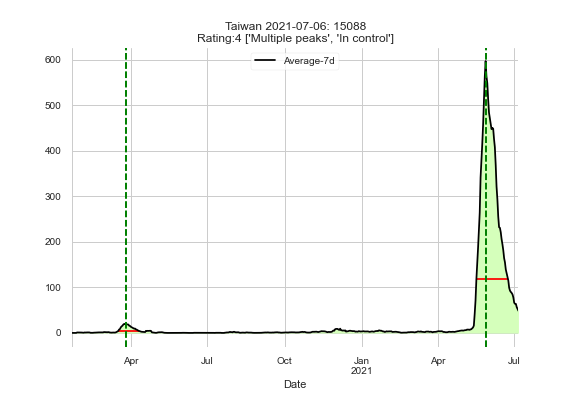 Taiwan 2021-07-06: 15088
Rating:4 ['Multiple peaks', 'In control']
Average-7d
600
500
400
300
200
100
0
Apr Jul Oct Jan Apr Jul
2021
Date